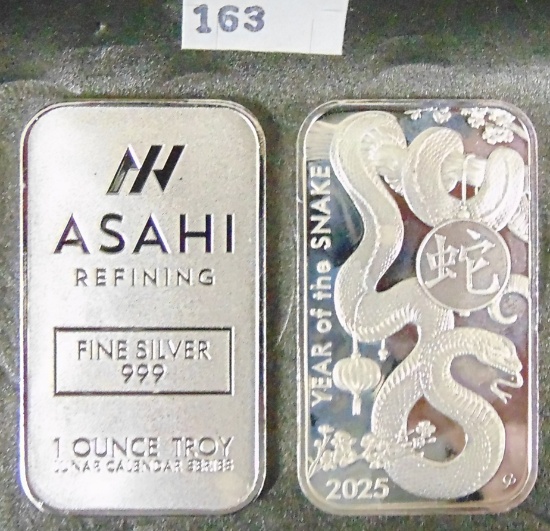 163
ASAHI
REFINING
FINE SILVER
999
1 OUNCE TROY
LUNAR CALENDAR SERIES
YEAR of the SNAKE
蛇
2025